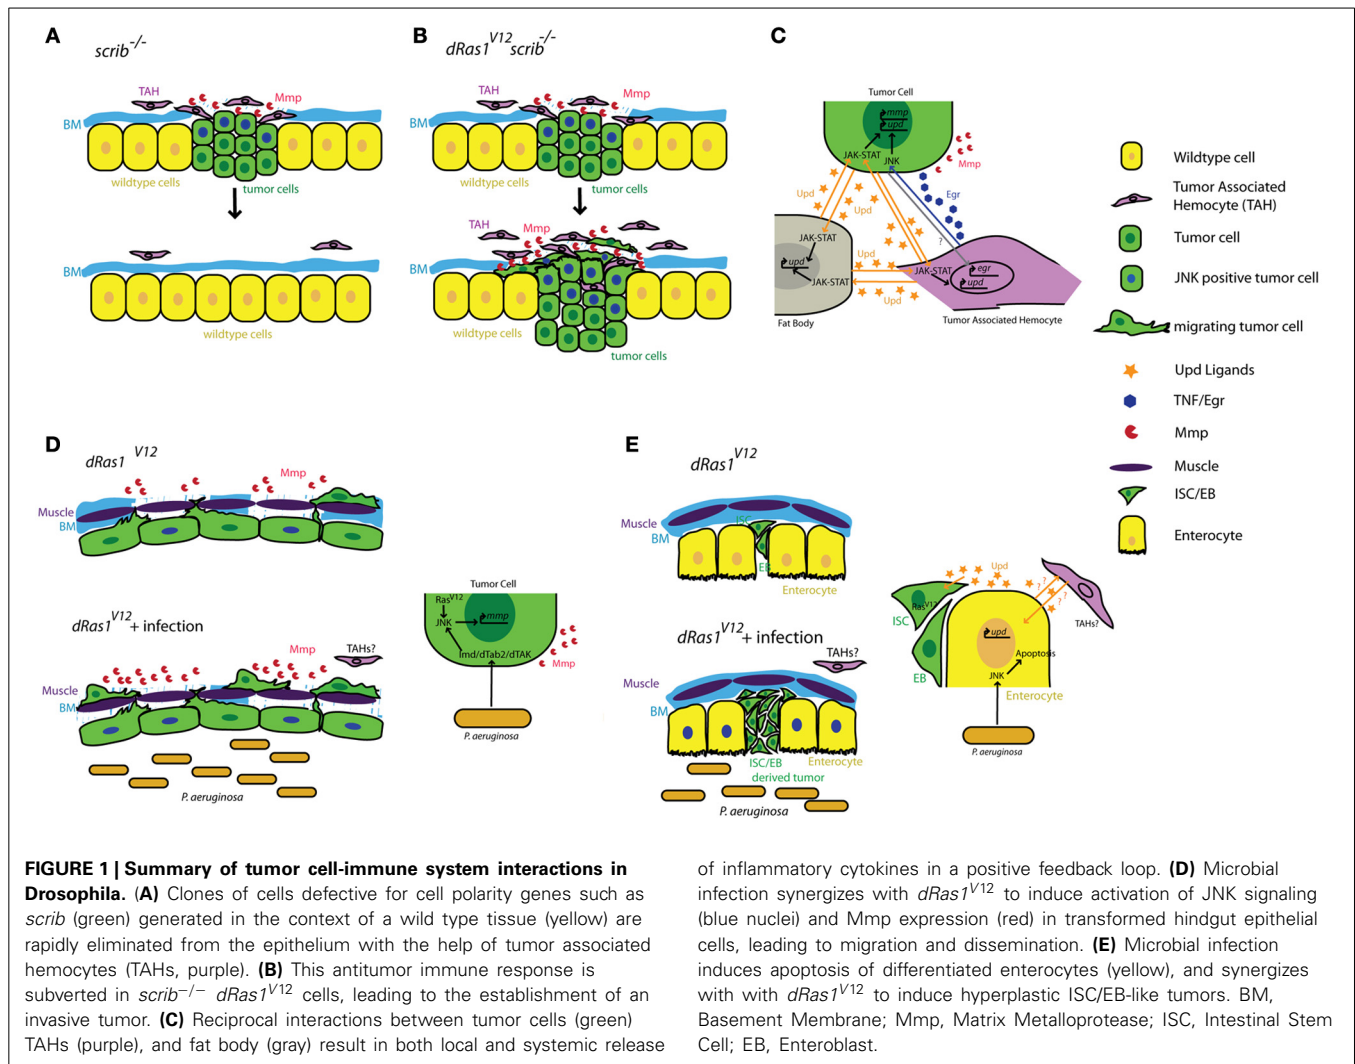 A
scrib-/-
TAH
Mmp
BM
wildtype cells
tumor cells
BM
wildtype cells
B
dRas1V12scrib-/-
TAH
Mmp
BM
wildtype cells
tumor cells
TAH
Mmp
BM
wildtype cells
tumor cells
C
Tumor Cell
mmp
upd
JAK-STAT
JNK
Mmp
Upd
Upd
Egr
?
JAK-STAT
upd
JAK-STAT
Upd
Upd
JAK-STAT
egr
upd
Fat Body
Tumor Associated Hemocyte
Wildtype cell
Tumor Associated
Hemocyte (TAH)
Tumor cell
JNK positive tumor cell
migrating tumor cell
Upd Ligands
TNF/Egr
Mmp
Muscle
ISC/EB
Enterocyte
D
dRas1 V12
Mmp
Muscle
BM
dRas1V12+ infection
Mmp
TAHs?
Muscle
BM
P. aeruginosa
Tumor Cell
RasV12
JNK
mmp
Imd/dTab2/dTAK
Mmp
P. aeruginosa
E
dRas1V12
Muscle
BM
ISC
EB
Enterocyte
dRas1V12+ infection
TAHs?
Muscle
BM
Enterocyte
ISC/EB
derived tumor
P. aeruginosa
Upd
? ?
? ?
RasV12
ISC
TAHs?
EB
upd
Apoptosis
JNK
Enterocyte
P. aeruginosa
FIGURE 1 | Summary of tumor cell-immune system interactions in
Drosophila. (A) Clones of cells defective for cell polarity genes such as
scrib (green) generated in the context of a wild type tissue (yellow) are
rapidly eliminated from the epithelium with the help of tumor associated
hemocytes (TAHs, purple). (B) This antitumor immune response is
subverted in scrib−/− dRas1V12 cells, leading to the establishment of an
invasive tumor. (C) Reciprocal interactions between tumor cells (green)
TAHs (purple), and fat body (gray) result in both local and systemic release
of inflammatory cytokines in a positive feedback loop. (D) Microbial
infection synergizes with dRas1V12 to induce activation of JNK signaling
(blue nuclei) and Mmp expression (red) in transformed hindgut epithelial
cells, leading to migration and dissemination. (E) Microbial infection
induces apoptosis of differentiated enterocytes (yellow), and synergizes
with with dRas1V12 to induce hyperplastic ISC/EB-like tumors. BM,
Basement Membrane; Mmp, Matrix Metalloprotease; ISC, Intestinal Stem
Cell; EB, Enteroblast.